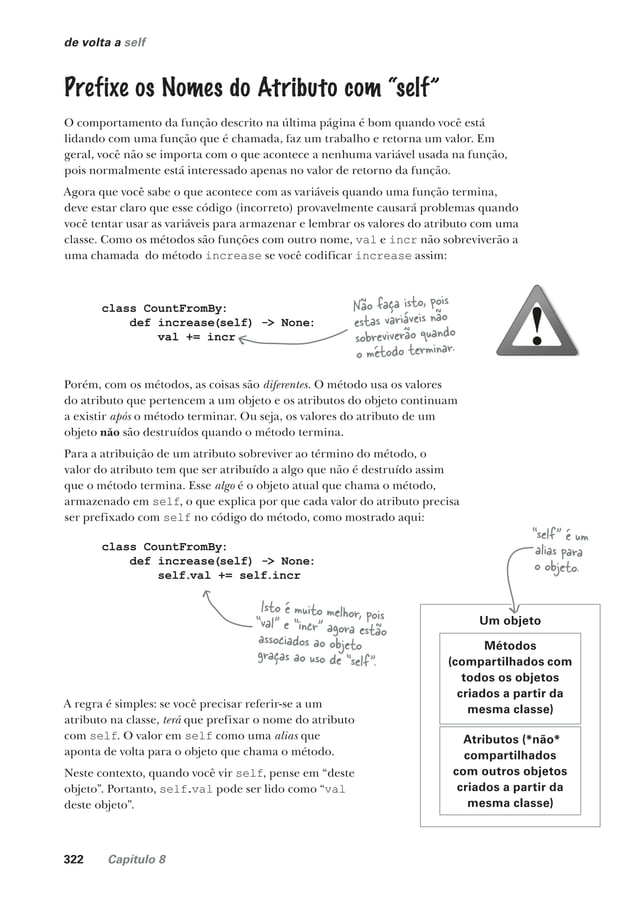 de volta a self
Prefixe os Nomes do Atributo com “self”
O comportamento da função descrito na última página é bom quando você está
lidando com uma função que é chamada, faz um trabalho e retorna um valor. Em
geral, você não se importa com o que acontece a nenhuma variável usada na função,
pois normalmente está interessado apenas no valor de retorno da função.
Agora que você sabe o que acontece com as variáveis quando uma função termina,
deve estar claro que esse código (incorreto) provavelmente causará problemas quando
você tentar usar as variáveis para armazenar e lembrar os valores do atributo com uma
classe. Como os métodos são funções com outro nome, val e incr não sobreviverão a
uma chamada do método increase se você codificar increase assim:
class CountFromBy:
def increase(self) -> None:
val += incr
Não faça isto, pois
estas variáveis não
sobreviverão quando
o método terminar.
!
Porém, com os métodos, as coisas são diferentes. O método usa os valores
do atributo que pertencem a um objeto e os atributos do objeto continuam
a existir após o método terminar. Ou seja, os valores do atributo de um
objeto não são destruídos quando o método termina.
Para a atribuição de um atributo sobreviver ao término do método, o
valor do atributo tem que ser atribuído a algo que não é destruído assim
que o método termina. Esse algo é o objeto atual que chama o método,
armazenado em self, o que explica por que cada valor do atributo precisa
ser prefixado com self no código do método, como mostrado aqui:
class CountFromBy:
def increase(self) -> None:
self.val += self.incr
Isto é muito melhor, pois
“val” e “incr” agora estão
associados ao objeto
graças ao uso de “self”.
“self” é um
alias para
o objeto.
Um objeto
Métodos
(compartilhados com
todos os objetos
criados a partir da
mesma classe)
Atributos (*não*
compartilhados
com outros objetos
criados a partir da
mesma classe)
A regra é simples: se você precisar referir-se a um
atributo na classe, terá que prefixar o nome do atributo
com self. O valor em self como uma alias que
aponta de volta para o objeto que chama o método.
Neste contexto, quando você vir self, pense em “deste
objeto”. Portanto, self.val pode ser lido como “val
deste objeto”.
322 Capítulo 8